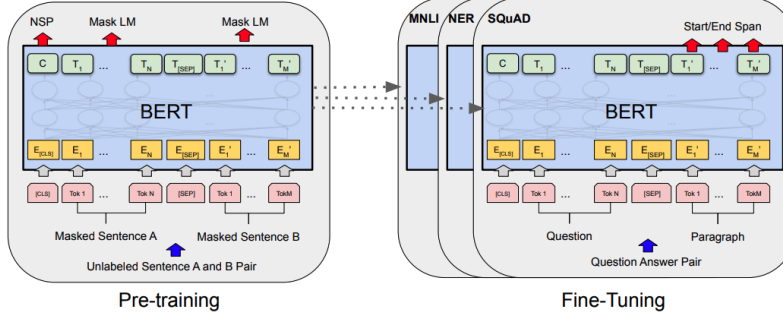 NSP Mask LM Mask LM
C T1 ... TN T[SEP] T1' ... TM'
BERT
E[CLS] E1 ... EN E[SEP] E1' ... EM'
[CLS] Tok 1 ... Tok N [SEP] Tok 1 ... TokM
Masked Sentence A Masked Sentence B
Unlabeled Sentence A and B Pair
Pre-training
MNLI NER SQuAD
Start/End Span
C T1 ... TN T[SEP] T1' ... TM'
BERT
E[CLS] E1 ... EN E[SEP] E1' ... EM'
[CLS] Tok 1 ... Tok N [SEP] Tok 1 ... TokM
Question Paragraph
Question Answer Pair
Fine-Tuning